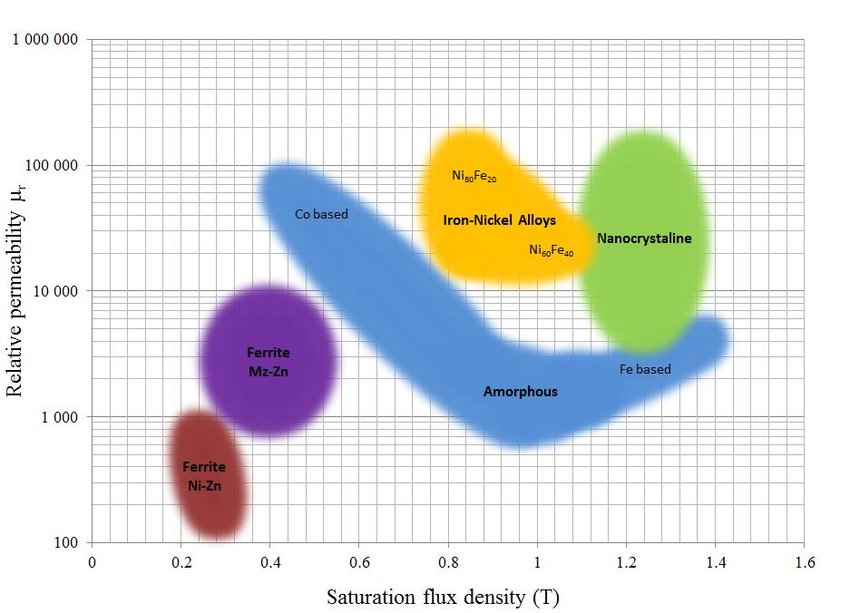 1 000 000
100 000
10 000
1 000
100
Relative permeability μr
Ni80Fe20
Co based
Iron-Nickel Alloys
Nanocrystaline
Ni60Fe40
Ferrite
Mz-Zn
Fe based
Amorphous
Ferrite
Ni-Zn
0 0.2 0.4 0.6 0.8 1 1.2 1.4 1.6
Saturation flux density (T)